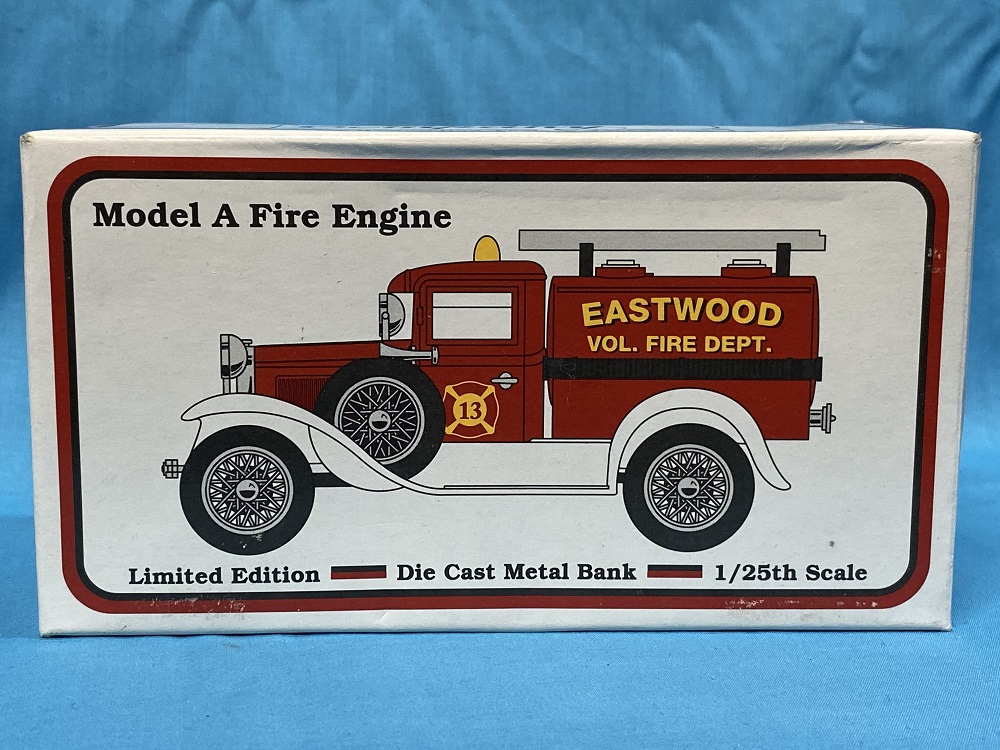 Model A Fire Engine
EASTWOOD
VOL. FIRE DEPT.
13
Limited Edition
Die Cast Metal Bank
1/25th Scale